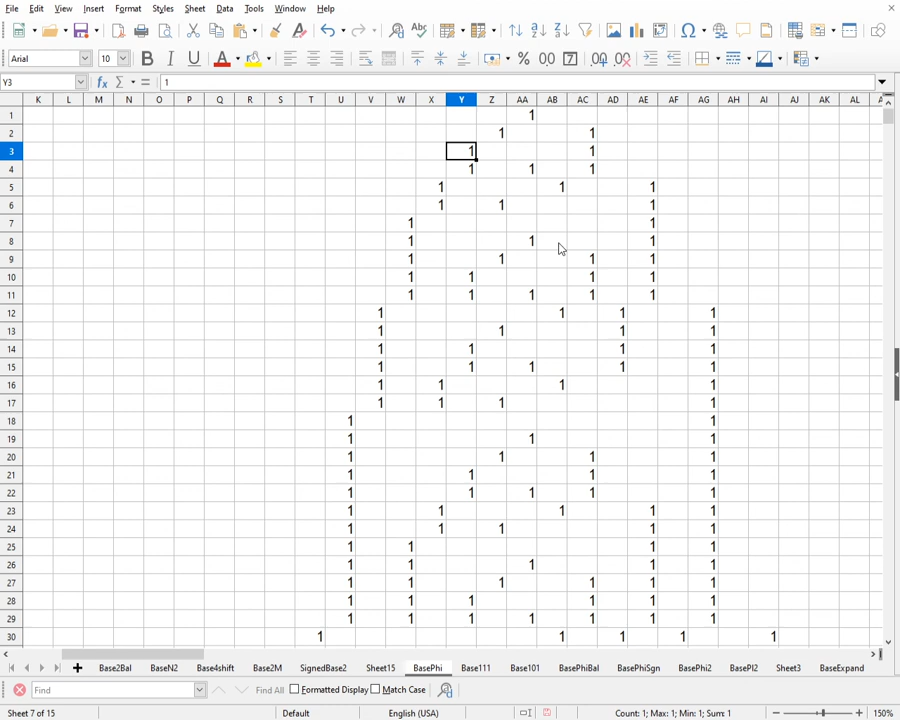 File Edit View Insert Format Styles Sheet Data Tools Window Help
Arial 10
Y3 fx Σ = 1
K L M N O P Q R S T U V W X Y Z AA AB AC AD AE AF AG AH AI AJ AK AL
1 1
2 1 1
3 1 1
4 1 1 1
5 1 1 1
6 1 1 1
7 1 1
8 1 1 1
9 1 1 1 1
10 1 1 1 1
11 1 1 1 1 1
12 1 1 1 1
13 1 1 1 1
14 1 1 1 1
15 1 1 1 1 1
16 1 1 1 1
17 1 1 1 1
18 1 1
19 1 1 1
20 1 1 1 1
21 1 1 1 1
22 1 1 1 1 1
23 1 1 1 1 1
24 1 1 1 1 1
25 1 1 1 1
26 1 1 1 1 1
27 1 1 1 1 1 1
28 1 1 1 1 1 1
29 1 1 1 1 1 1 1
30 1 1 1 1 1
Base2Bal BaseN2 Base4shift Base2M SignedBase2 Sheet15 BasePhi Base111 Base101 BasePhiBal BasePhiSgn BasePhi2 BasePI2 Sheet3 BaseExpand
Find Find All Formatted Display Match Case
Sheet 7 of 15 Default English (USA) Count: 1; Max: 1; Min: 1; Sum: 1 150%